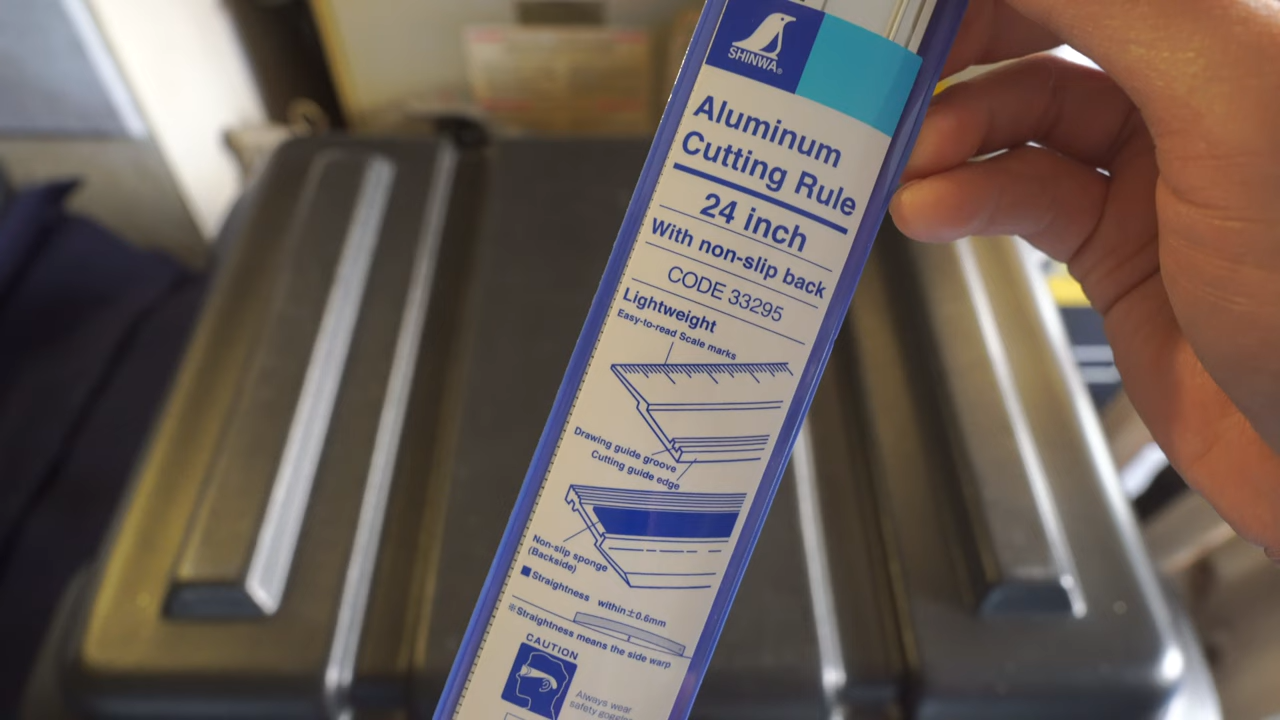 SHINWA®
Aluminum
Cutting Rule
24 inch
With non-slip back
CODE 33295
Lightweight
Easy-to-read Scale marks
Drawing guide groove
Cutting guide edge
Non-slip sponge
(Backside)
■ Straightness within±0.6mm
※Straightness means the side warp
CAUTION
Always wear
safety goggles